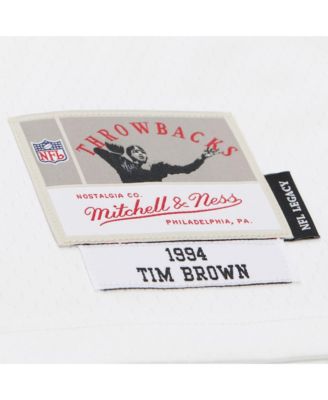 THROWBACKS
NFL
NOSTALGIA CO.
Mitchell & Ness
PHILADELPHIA, PA.
NFL LEGACY
1994
TIM BROWN